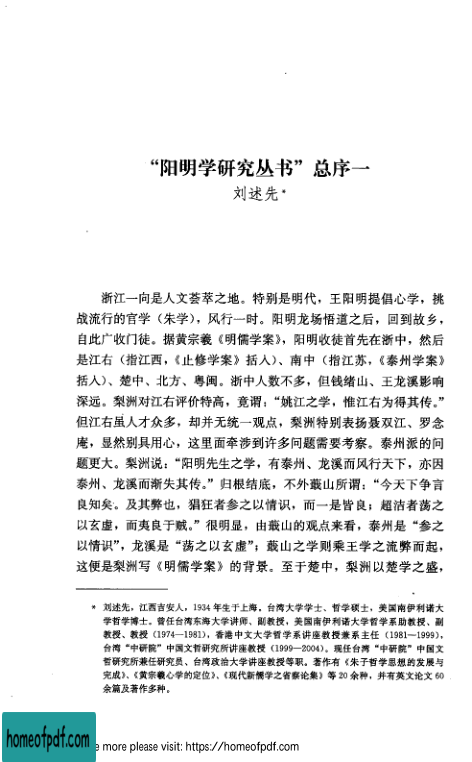 “阳明学研究丛书”总序一
刘述先*
浙江一向是人文荟萃之地。特别是明代，王阳明提倡心学，挑
战流行的官学（朱学），风行一时。阳明龙场悟道之后，回到故乡，
自此广收门徒。据黄宗羲《明儒学案》，阳明收徒首先在浙中，然后
是江右（指江西，《止修学案》括入）、南中（指江苏，《泰州学案》
括入）、楚中、北方、粤闽。浙中人数不多，但钱绪山、王龙溪影响
深远。梨洲对江右评价特高，竟谓：“姚江之学，惟江右为得其传。”
但江右虽人才众多，却并无统一观点，梨洲特别表扬聂双江、罗念
庵，显然别具用心，这里面牵涉到许多问题需要考察。泰州派的问
题更大。梨洲说：“阳明先生之学，有泰州、龙溪而风行天下，亦因
泰州、龙溪而渐失其传。”归根结底，不外蕺山所谓：“今天下争言
良知矣。及其弊也，猖狂者参之以情识，而一是皆良；超洁者荡之
以玄虚，而夷良于贼。”很明显，由蕺山的观点来看，泰州是“参之
以情识”，龙溪是“荡之以玄虚”；蕺山之学则乘王学之流弊而起，
这便是梨洲写《明儒学案》的背景。至于楚中，梨洲以楚学之盛，
* 刘述先，江西吉安人，1934年生于上海，台湾大学学士、哲学硕士，美国南伊利诺大
学哲学博士。曾任台湾东海大学讲师、副教授，美国南伊利诺大学哲学系助教授、副
教授、教授（1974—1981），香港中文大学哲学系讲座教授兼系主任（1981—1999），
台湾“中研院”中国文哲研究所讲座教授（1999—2004）。现任台湾“中研院”中国文
哲研究所兼任研究员、台湾政治大学讲座教授等职。著作有《朱子哲学思想的发展与
完成》、《黄宗羲心学的定位》、《现代新儒学之省察论集》等20余种，并有英文论文60
余篇及著作多种。
homeofpdf.com
e more please visit: https://homeofpdf.com